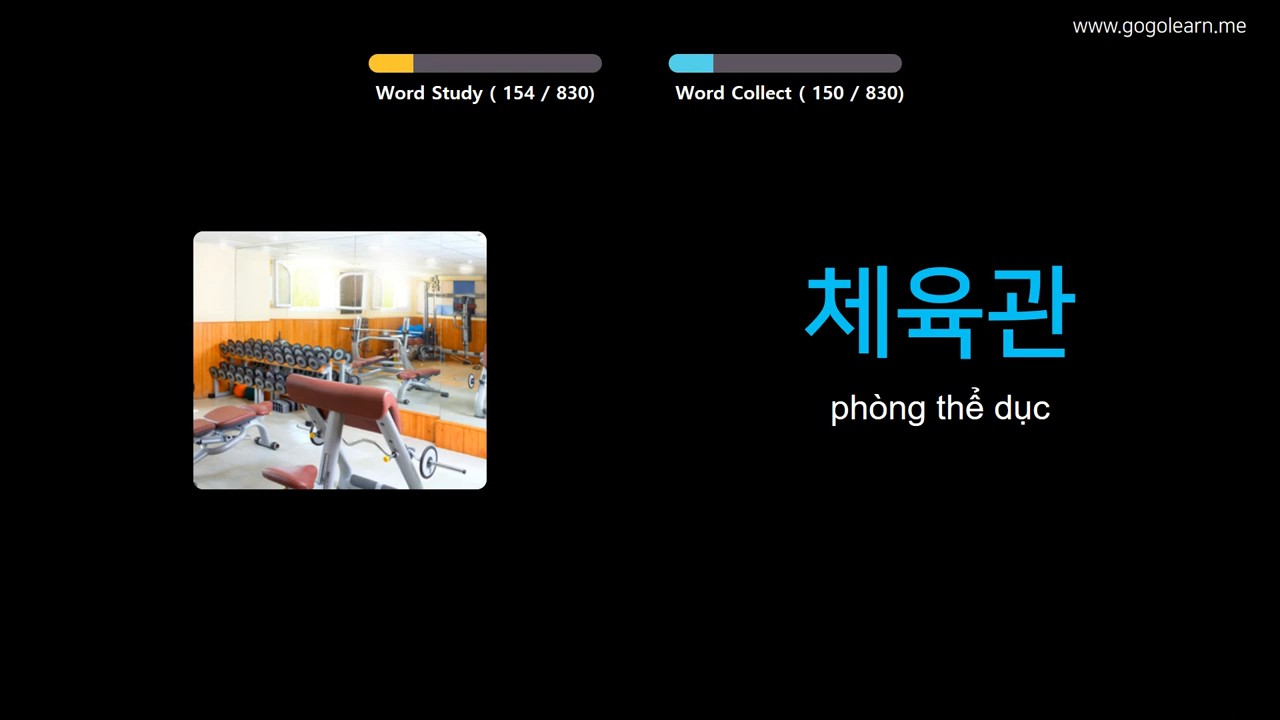 www.gogolearn.me
Word Study ( 154 / 830)
Word Collect ( 150 / 830)
체육관
phòng thể dục